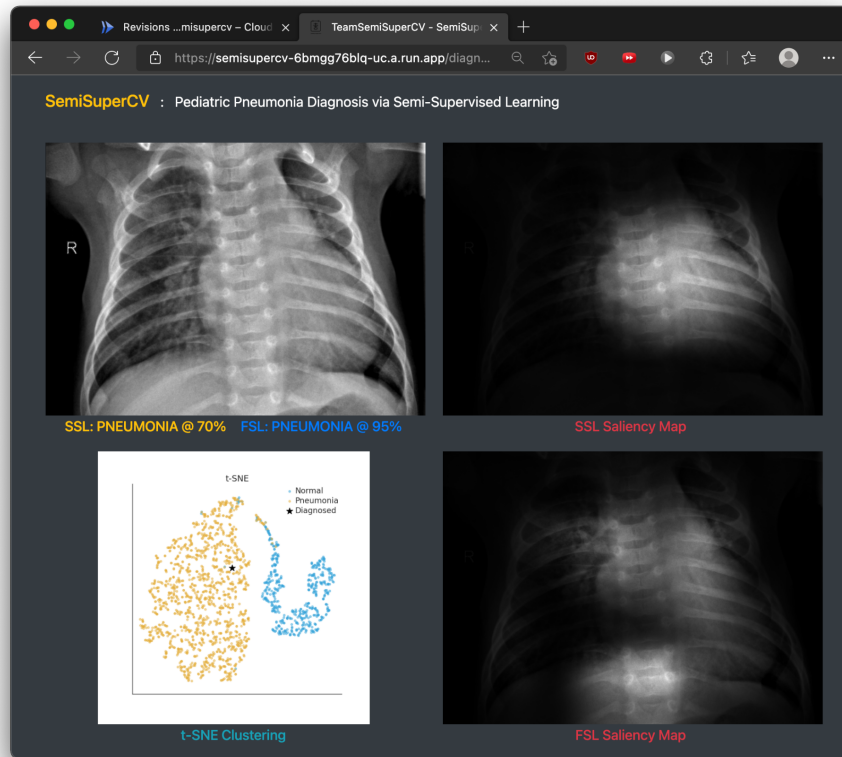 Revisions ...misupercv – Cloud
TeamSemiSuperCV - SemiSup
https://semisupercv-6bmgg76blq-uc.a.run.app/diagn...
SemiSuperCV : Pediatric Pneumonia Diagnosis via Semi-Supervised Learning
R
R
SSL: PNEUMONIA @ 70% FSL: PNEUMONIA @ 95%
SSL Saliency Map
t-SNE
Normal
Pneumonia
Diagnosed
R
t-SNE Clustering
FSL Saliency Map